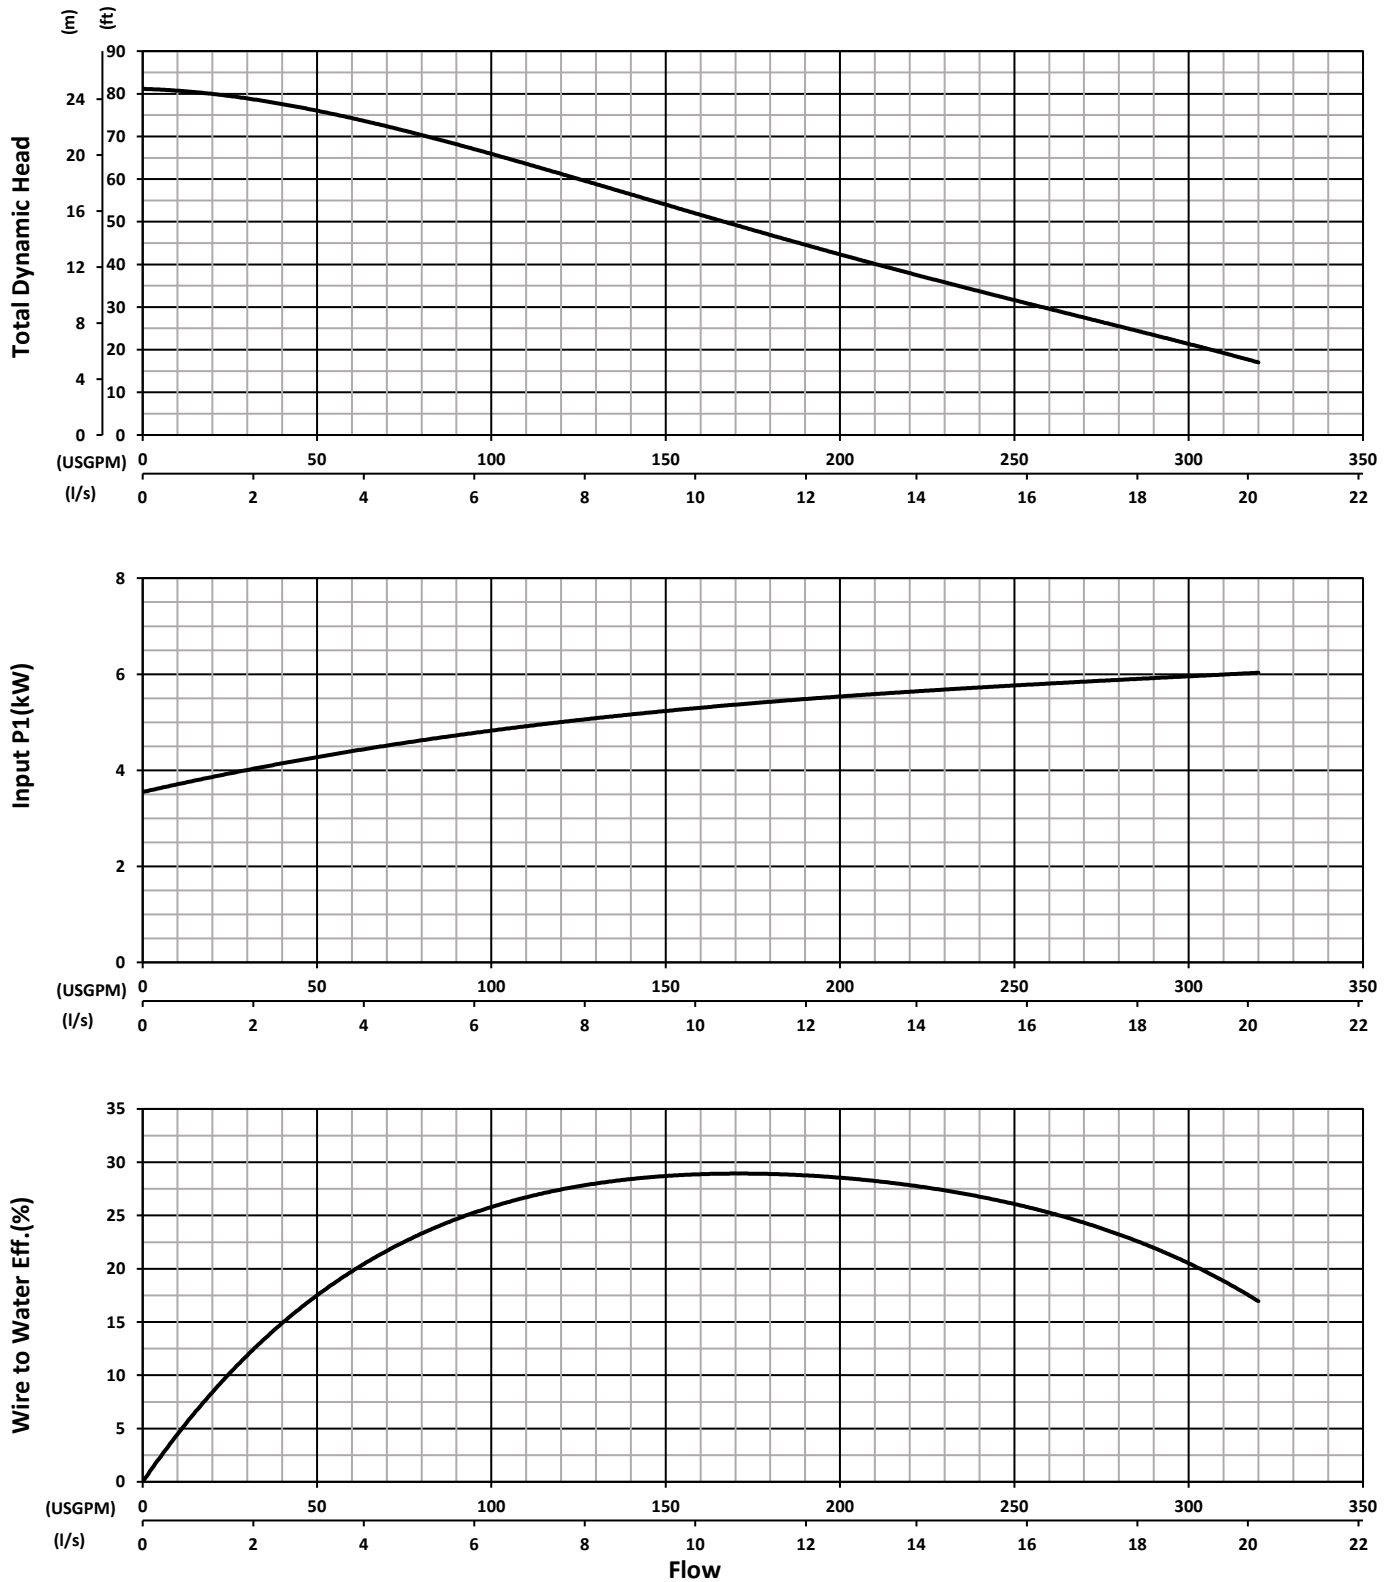 (m) (ft)
Total Dynamic Head
90
24 80
70
20
60
16
50
12 40
30
8
20
4
10
0 0
(USGPM) 0 50 100 150 200 250 300 350
(l/s) 0 2 4 6 8 10 12 14 16 18 20 22
Input P1(kW)
8
6
4
2
0
(USGPM) 0 50 100 150 200 250 300 350
(l/s) 0 2 4 6 8 10 12 14 16 18 20 22
Wire to Water Eff.(%)
35
30
25
20
15
10
5
0
(USGPM) 0 50 100 150 200 250 300 350
(l/s) 0 2 4 6 8 10 12 14 16 18 20 22
Flow